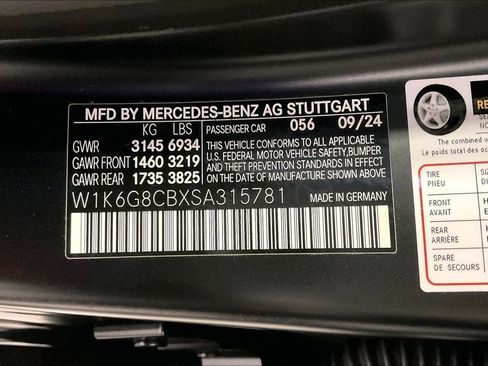 MFD BY MERCEDES-BENZ AG STUTTGART
KG LBS PASSENGER CAR 056 09/24
GVWR 3145 6934
GAWR FRONT 1460 3219
GAWR REAR 1735 3825
THIS VEHICLE CONFORMS TO ALL APPLICABLE
U.S. FEDERAL MOTOR VEHICLE SAFETY, BUMPER
AND THEFT PREVENTION STANDARDS IN EFFECT
ON THE DATE OF MANUFACTURE SHOWN ABOVE.
W1K6G8CBXSA315781 MADE IN GERMANY
The combined
Le poids total des occ
TIRE
PNEU
FRONT
AVANT
REAR
ARRIÈRE
SPARE
DE SECOURS